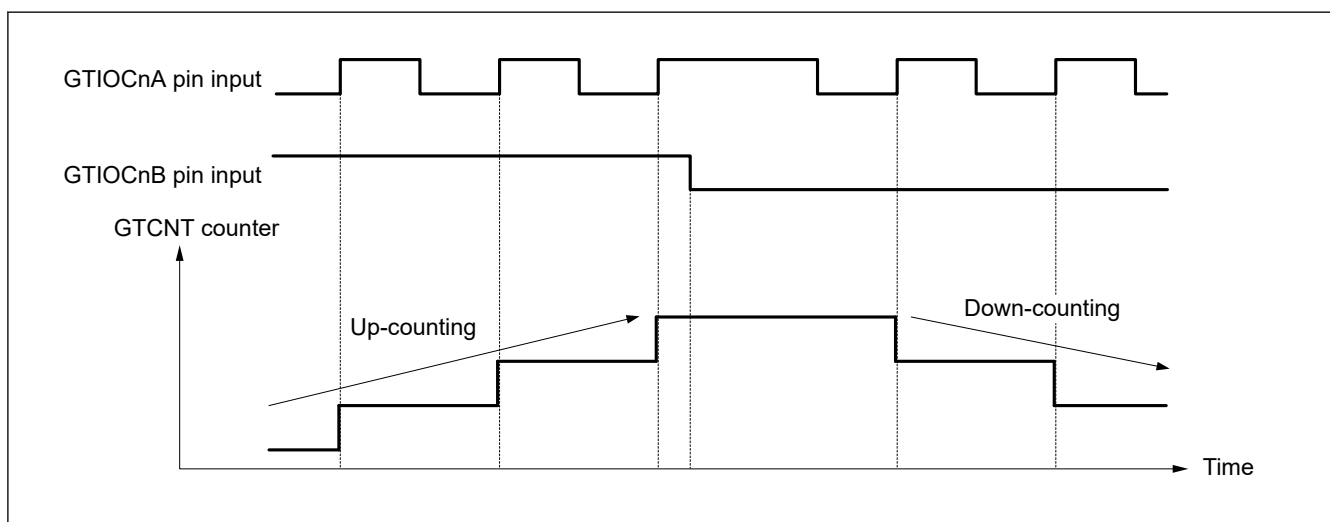 GTIOCnA pin input
GTIOCnB pin input
GTCNT counter
Up-counting
Down-counting
Time